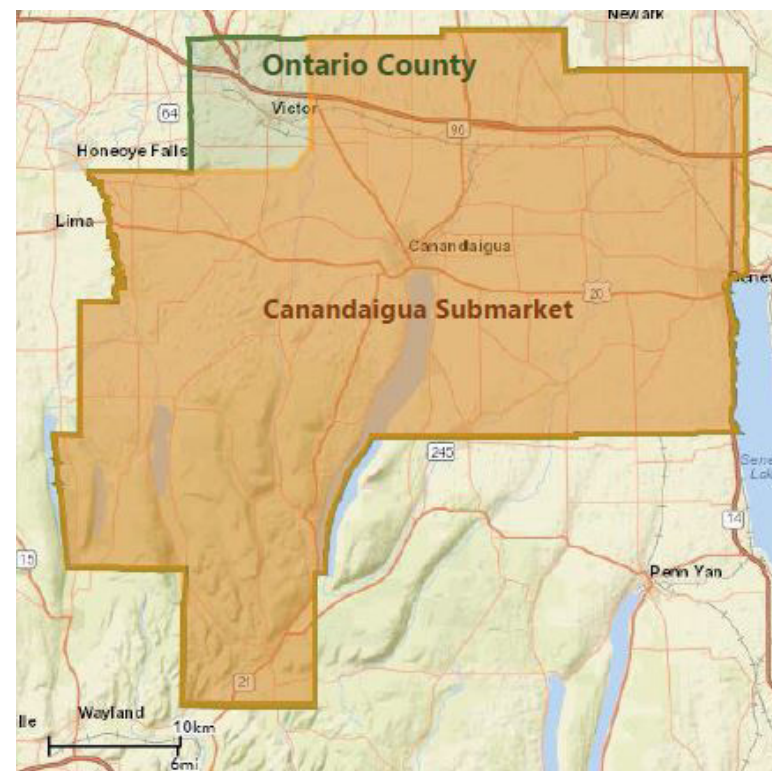 Newark
Ontario County
64
Victor
96
Honeoye Falls
Lima
Canandaigua
Canandaigua Submarket
20
245
14
15
Penn Yan
21
Wayland
10km
6mi